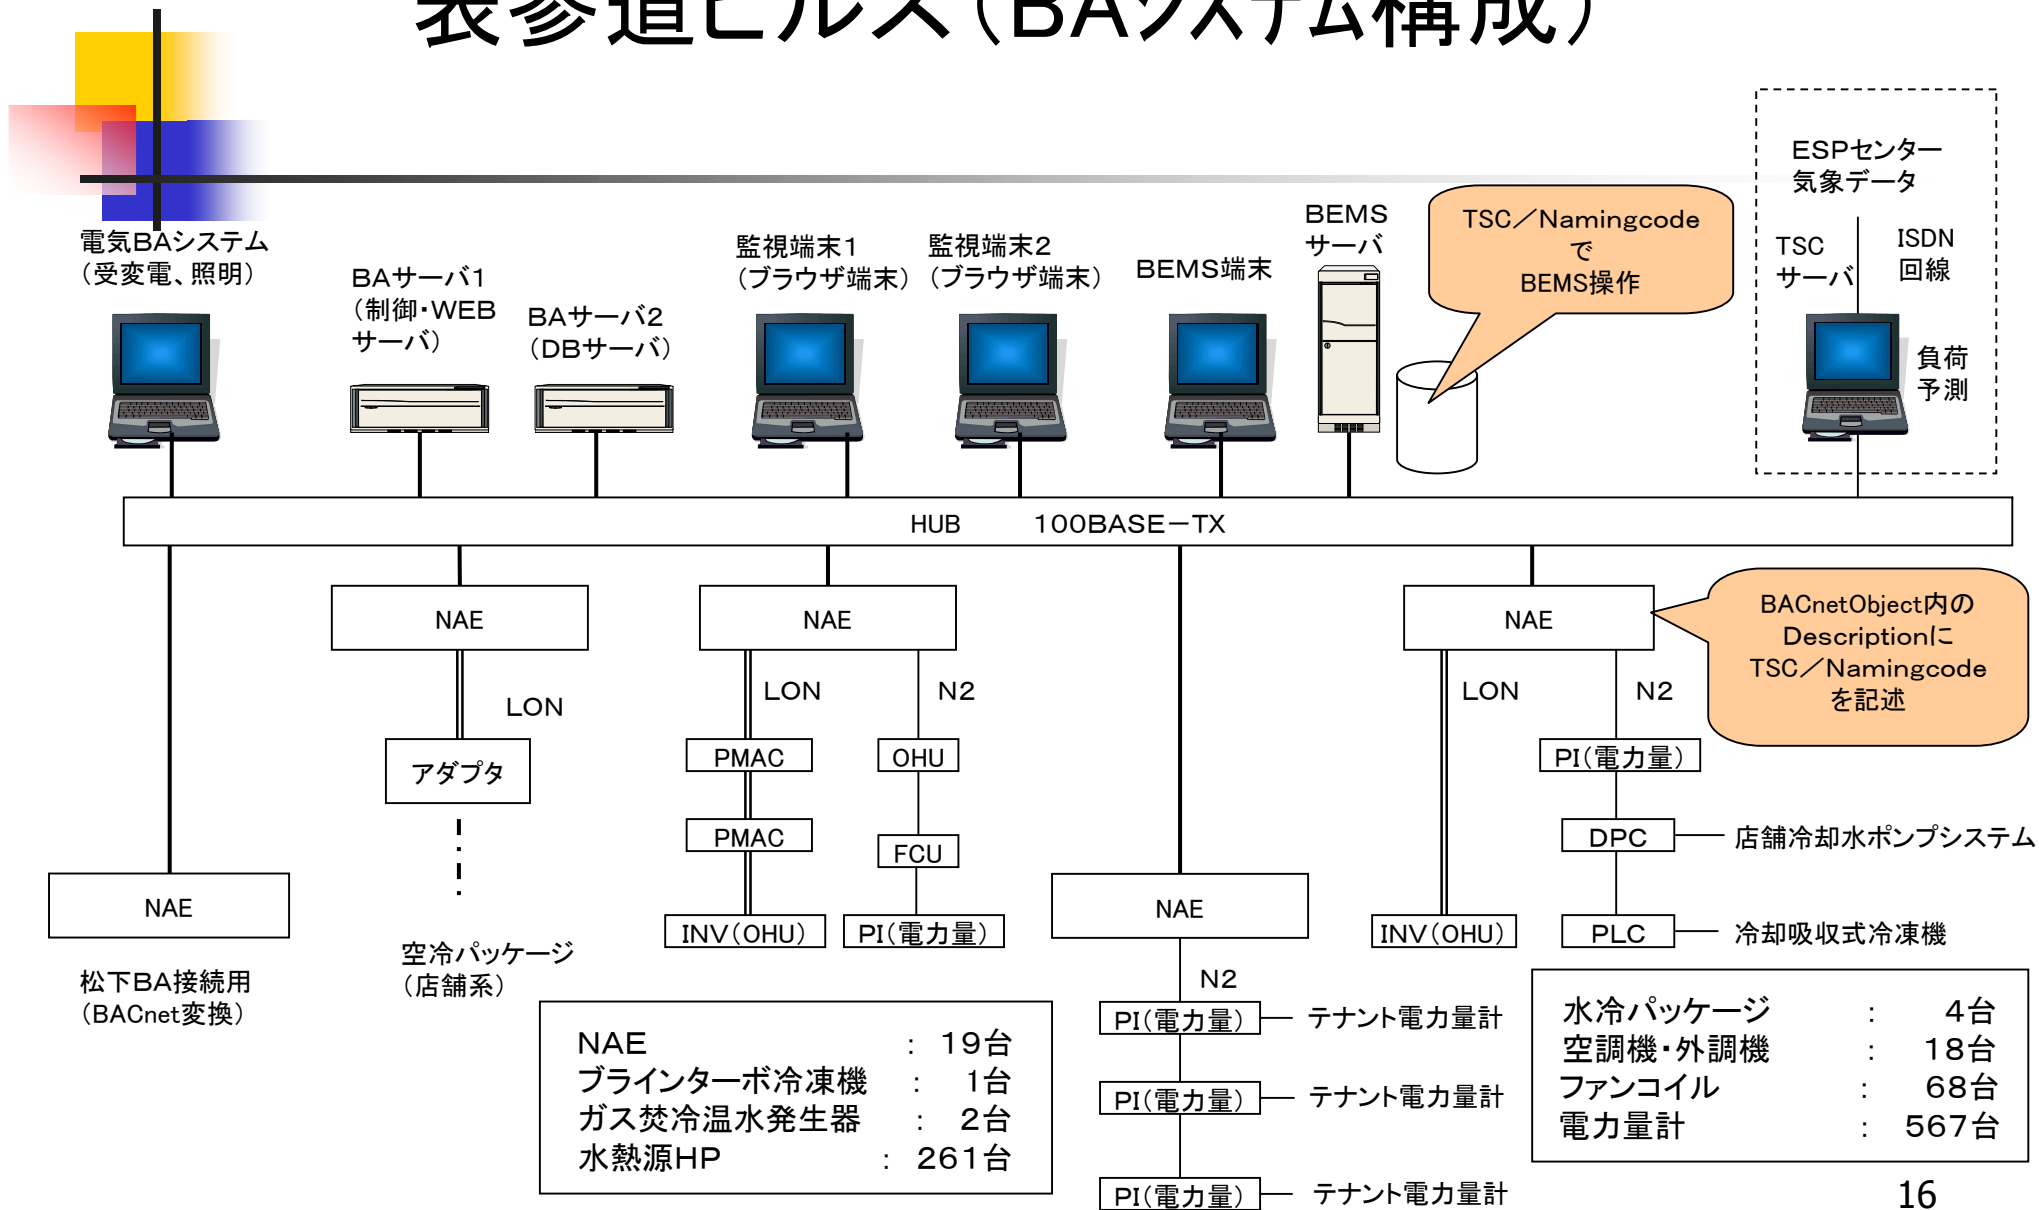 表参道ヒルズ（BAシステム構成）
ESPセンター
気象データ
TSC
サーバ
ISDN
回線
負荷
予測
電気BAシステム
（受変電、照明）
BAサーバ1
（制御・WEB
サーバ）
BAサーバ2
（DBサーバ）
監視端末1
（ブラウザ端末）
監視端末2
（ブラウザ端末）
BEMS端末
BEMS
サーバ
TSC／Namingcode
で
BEMS操作
HUB　100BASE－TX
NAE
NAE
NAE
BACnetObject内の
Descriptionに
TSC／Namingcode
を記述
LON
LON
N2
LON
N2
アダプタ
PMAC
OHU
PI（電力量）
PMAC
FCU
DPC
店舗冷却水ポンプシステム
NAE
NAE
INV（OHU）
PI（電力量）
INV（OHU）
PLC
冷却吸収式冷凍機
松下BA接続用
（BACnet変換）
空冷パッケージ
（店舗系）
N2
PI（電力量）
テナント電力量計
PI（電力量）
テナント電力量計
PI（電力量）
テナント電力量計
NAE　：　19台
ブラインターボ冷凍機　：　1台
ガス焚冷温水発生器　：　2台
水熱源HP　：　261台
水冷パッケージ　：　4台
空調機・外調機　：　18台
ファンコイル　：　68台
電力量計　：　567台
16